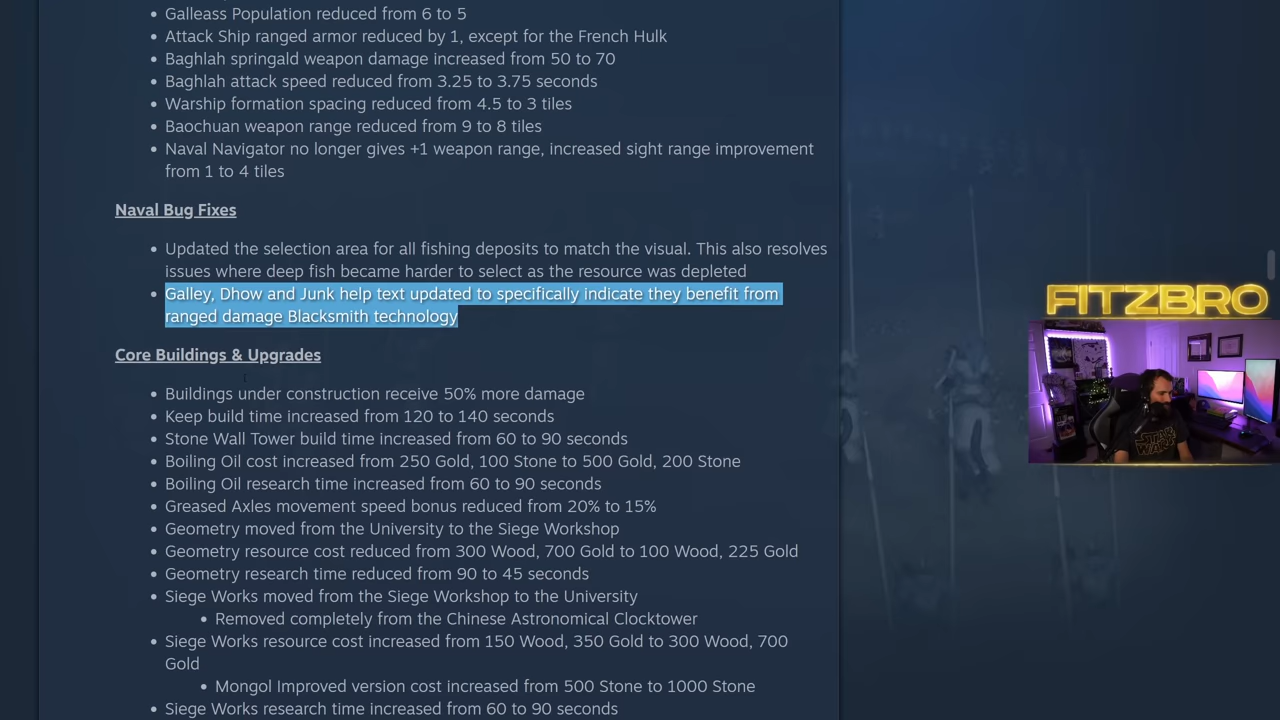 Galleass Population reduced from 6 to 5
Attack Ship ranged armor reduced by 1, except for the French Hulk
Baghlah springald weapon damage increased from 50 to 70
Baghlah attack speed reduced from 3.25 to 3.75 seconds
Warship formation spacing reduced from 4.5 to 3 tiles
Baochuan weapon range reduced from 9 to 8 tiles
Naval Navigator no longer gives +1 weapon range, increased sight range improvement
from 1 to 4 tiles
Naval Bug Fixes
Updated the selection area for all fishing deposits to match the visual. This also resolves
issues where deep fish became harder to select as the resource was depleted
Galley, Dhow and Junk help text updated to specifically indicate they benefit from
ranged damage Blacksmith technology
FITZBRO
Core Buildings & Upgrades
Buildings under construction receive 50% more damage
Keep build time increased from 120 to 140 seconds
Stone Wall Tower build time increased from 60 to 90 seconds
Boiling Oil cost increased from 250 Gold, 100 Stone to 500 Gold, 200 Stone
Boiling Oil research time increased from 60 to 90 seconds
Greased Axles movement speed bonus reduced from 20% to 15%
Geometry moved from the University to the Siege Workshop
Geometry resource cost reduced from 300 Wood, 700 Gold to 100 Wood, 225 Gold
Geometry research time reduced from 90 to 45 seconds
Siege Works moved from the Siege Workshop to the University
Removed completely from the Chinese Astronomical Clocktower
Siege Works resource cost increased from 150 Wood, 350 Gold to 300 Wood, 700
Gold
Mongol Improved version cost increased from 500 Stone to 1000 Stone
Siege Works research time increased from 60 to 90 seconds